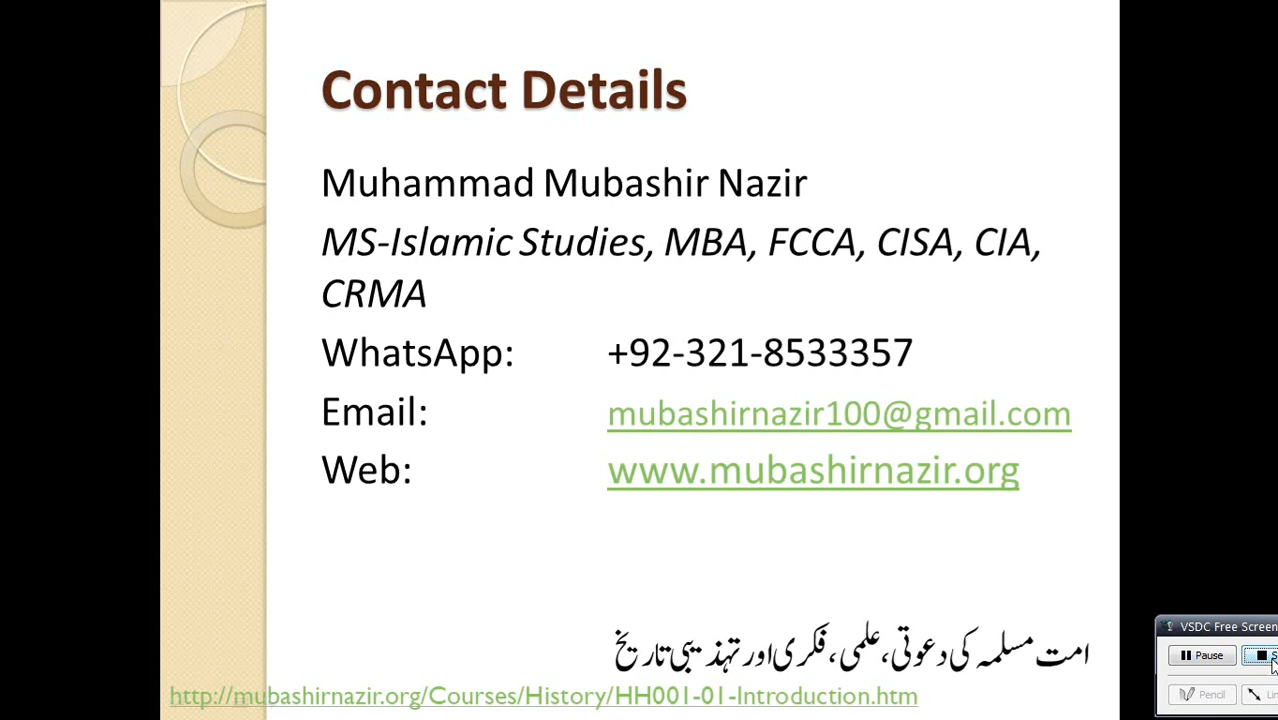 Contact Details
Muhammad Mubashir Nazir
MS-Islamic Studies, MBA, FCCA, CISA, CIA,
CRMA
WhatsApp: +92-321-8533357
Email: mubashirnazir100@gmail.com
Web: www.mubashirnazir.org
امت مسلمہ کی دعوتی، علمی، فکری اور تہذیبی تاریخ
http://mubashirnazir.org/Courses/History/HH001-01-Introduction.htm
VSDC Free Screen
Pause
Pencil